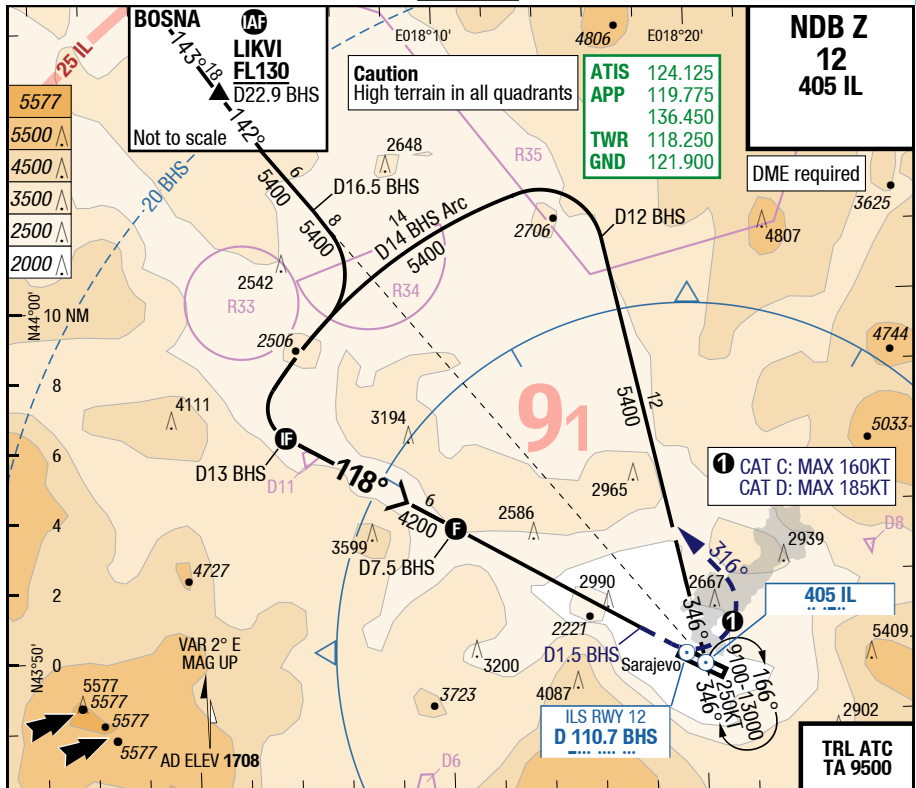 BOSNA
IAF
LIKVI
FL130
D22.9 BHS
143°
18
142°
Not to scale
25 IL
E018°10'
E018°20'
4806
NDB Z
12
405 IL
Caution
High terrain in all quadrants
ATIS 124.125
APP 119.775
136.450
TWR 118.250
GND 121.900
DME required
5577
5500
4500
3500
2500
2000
20 BHS
2648
R35
6
5400
D16.5 BHS
8
5400
14
D14 BHS Arc
5400
2706
D12 BHS
4807
3625
2542
R33
R34
N44°00'
10 NM
2506
4744
8
4111
3194
91
12
5400
5033
6
IF
D13 BHS
D11
118°
6
4200
F
D7.5 BHS
2965
1 CAT C: MAX 160KT
CAT D: MAX 185KT
4
3599
2586
D8
2939
316°
4727
2990
2667
405 IL
2
2221
346°
1
D1.5 BHS
Sarajevo
5409
N43°50'
0
VAR 2° E
MAG UP
3200
4087
9100-13000
250KT
166°
346°
5577
5577
5577
5577
3723
ILS RWY 12
D 110.7 BHS
2902
AD ELEV 1708
D6
TRL ATC
TA 9500